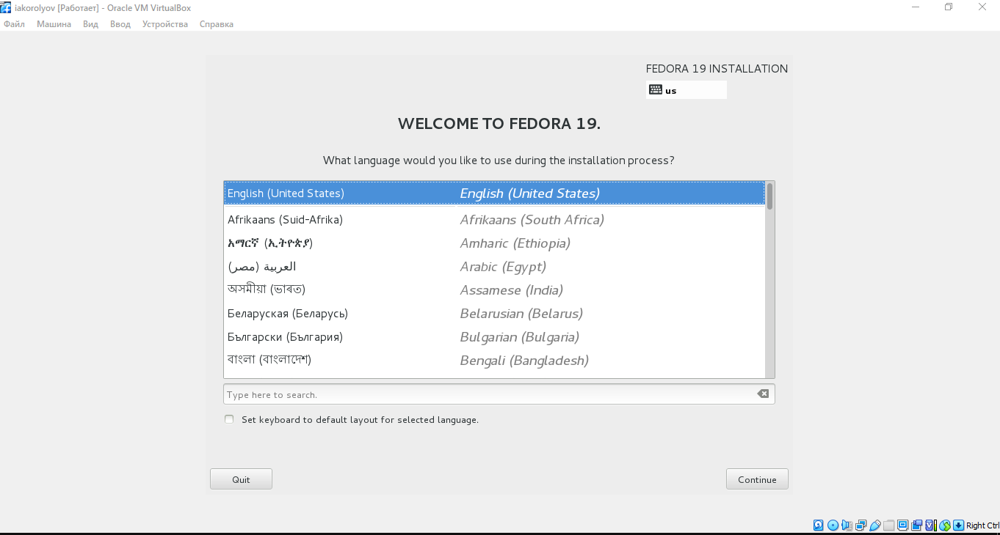 iakorolyov [Работает] - Oracle VM VirtualBox
Файл Машина Вид Ввод Устройства Справка
FEDORA 19 INSTALLATION
us
WELCOME TO FEDORA 19.
What language would you like to use during the installation process?
English (United States) English (United States)
Afrikaans (Suid-Afrika) Afrikaans (South Africa)
አማርኛ (ኢትዮጵያ) Amharic (Ethiopia)
العربية (مصر) Arabic (Egypt)
অসমীয়া (ভাৰত) Assamese (India)
Беларуская (Беларусь) Belarusian (Belarus)
Български (България) Bulgarian (Bulgaria)
বাংলা (বাংলাদেশ) Bengali (Bangladesh)
Type here to search.
Set keyboard to default layout for selected language.
Quit Continue
Right Ctrl